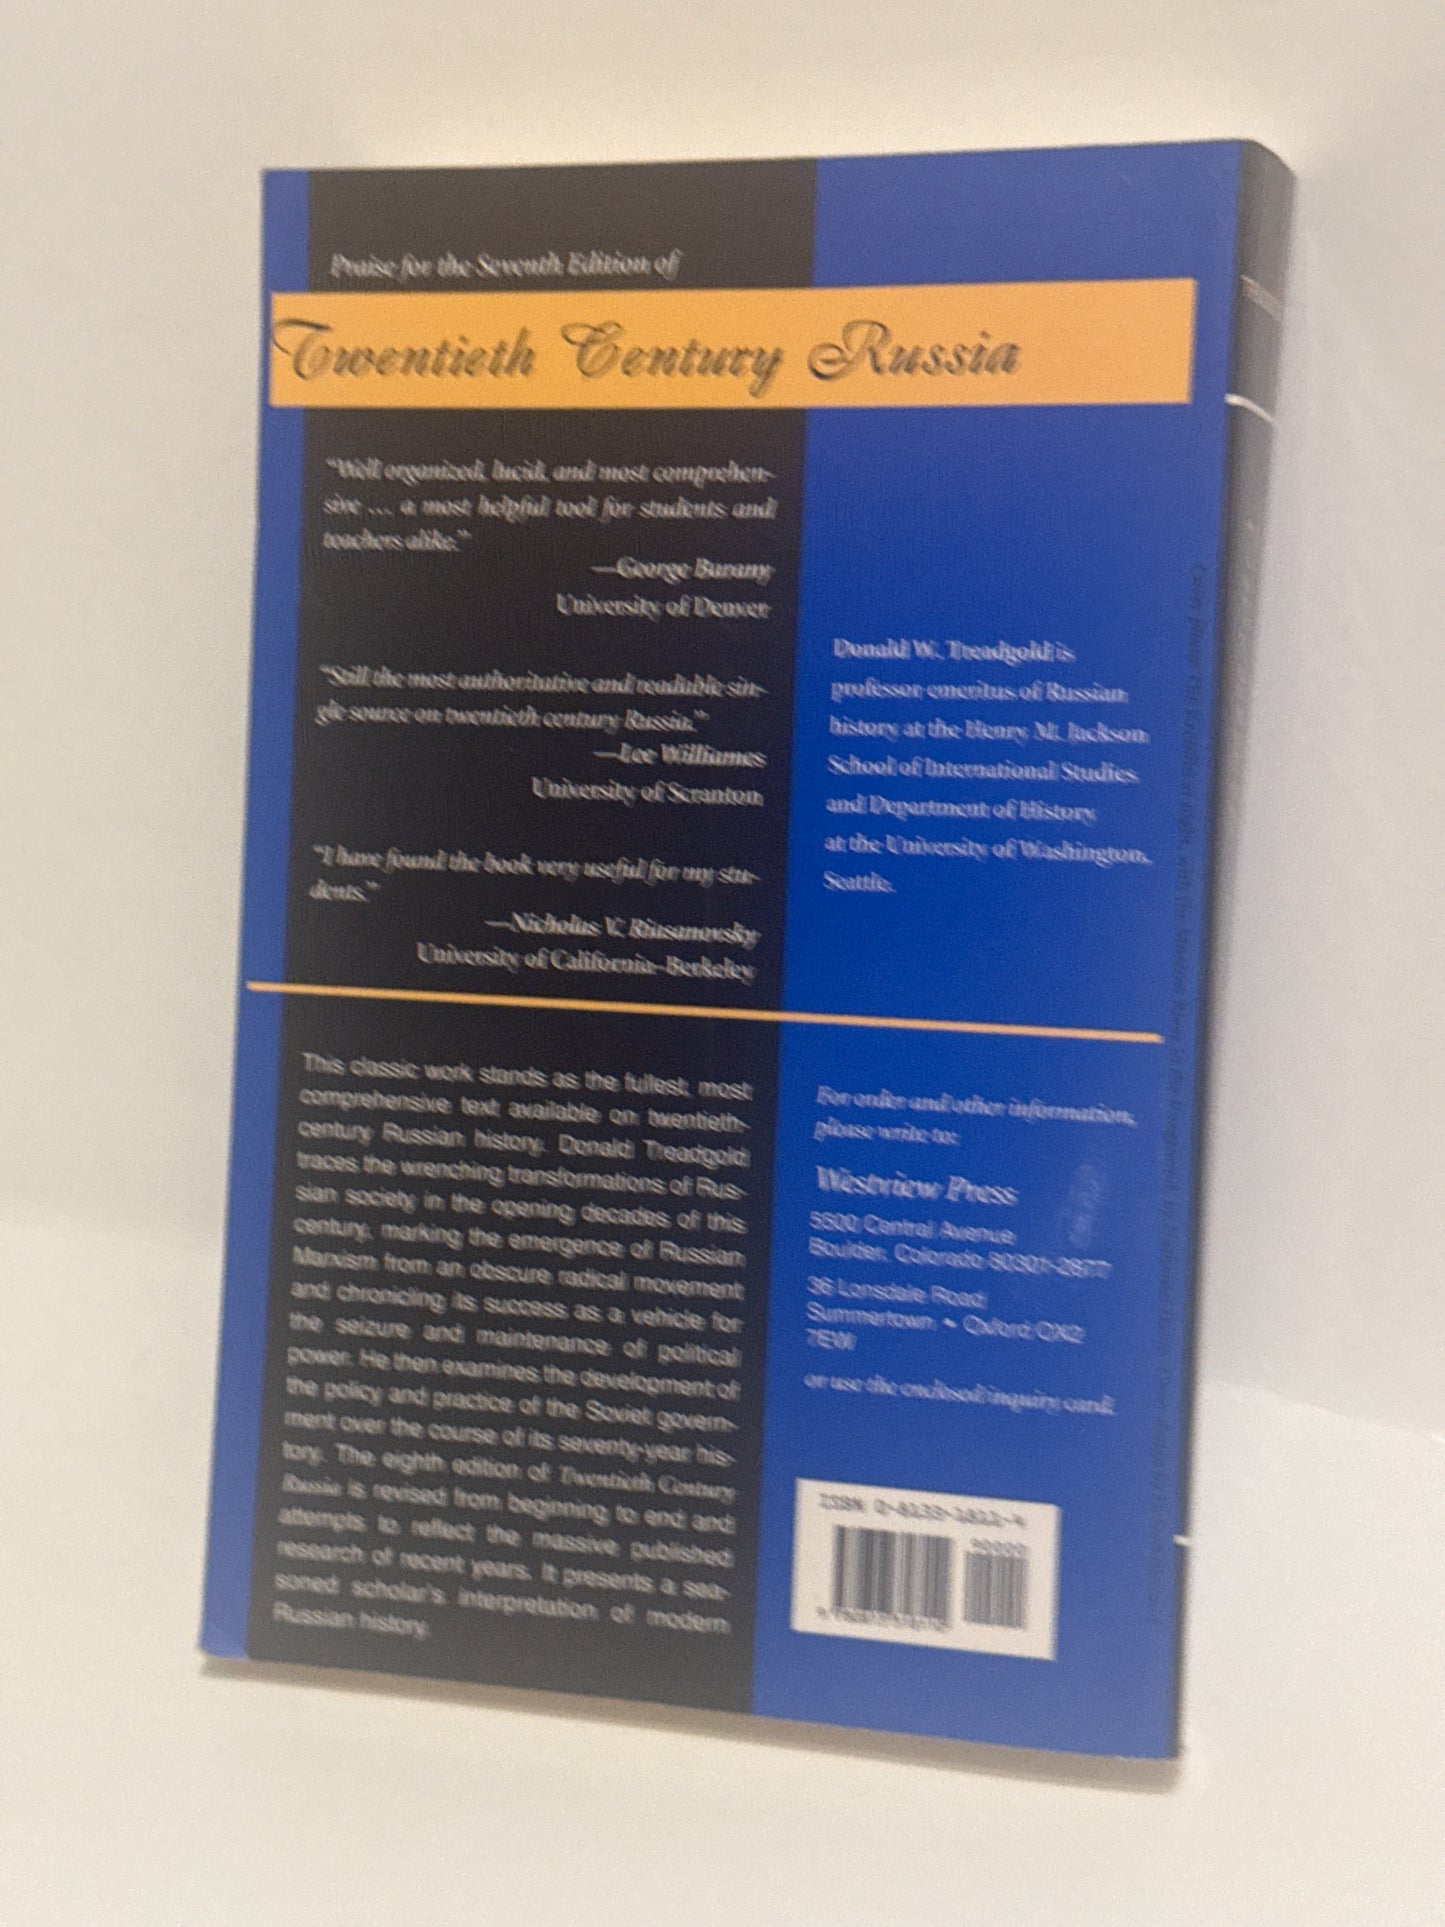 Praise for the Seventh Edition of
Twentieth Century Russia
"Well organized, lucid, and most comprehen-
sive ... a most helpful tool for students and
teachers alike."
—George Barany
University of Denver
"Still the most authoritative and readable sin-
gle source on twentieth century Russia."
—Lee Williames
University of Scranton
"I have found the book very useful for my stu-
dents."
—Nicholas V. Riasanovsky
University of California–Berkeley
This classic work stands as the fullest, most
comprehensive text available on twentieth-
century Russian history. Donald Treadgold
traces the wrenching transformations of Rus-
sian society in the opening decades of this
century, marking the emergence of Russian
Marxism from an obscure radical movement
and chronicling its success as a vehicle for
the seizure and maintenance of political
power. He then examines the development of
the policy and practice of the Soviet govern-
ment over the course of its seventy-year his-
tory. The eighth edition of Twentieth Century
Russia is revised from beginning to end and
attempts to reflect the massive published
research of recent years. It presents a sea-
soned scholar's interpretation of modern
Russian history.
Donald W. Treadgold is
professor emeritus of Russian
history at the Henry M. Jackson
School of International Studies
and Department of History
at the University of Washington,
Seattle.
For order and other information,
please write to:
Westview Press
5500 Central Avenue
Boulder, Colorado 80301-2877
36 Lonsdale Road
Summertown • Oxford OX2
7EW
or use the enclosed inquiry card.
ISBN 0-8133-1811-4
90000